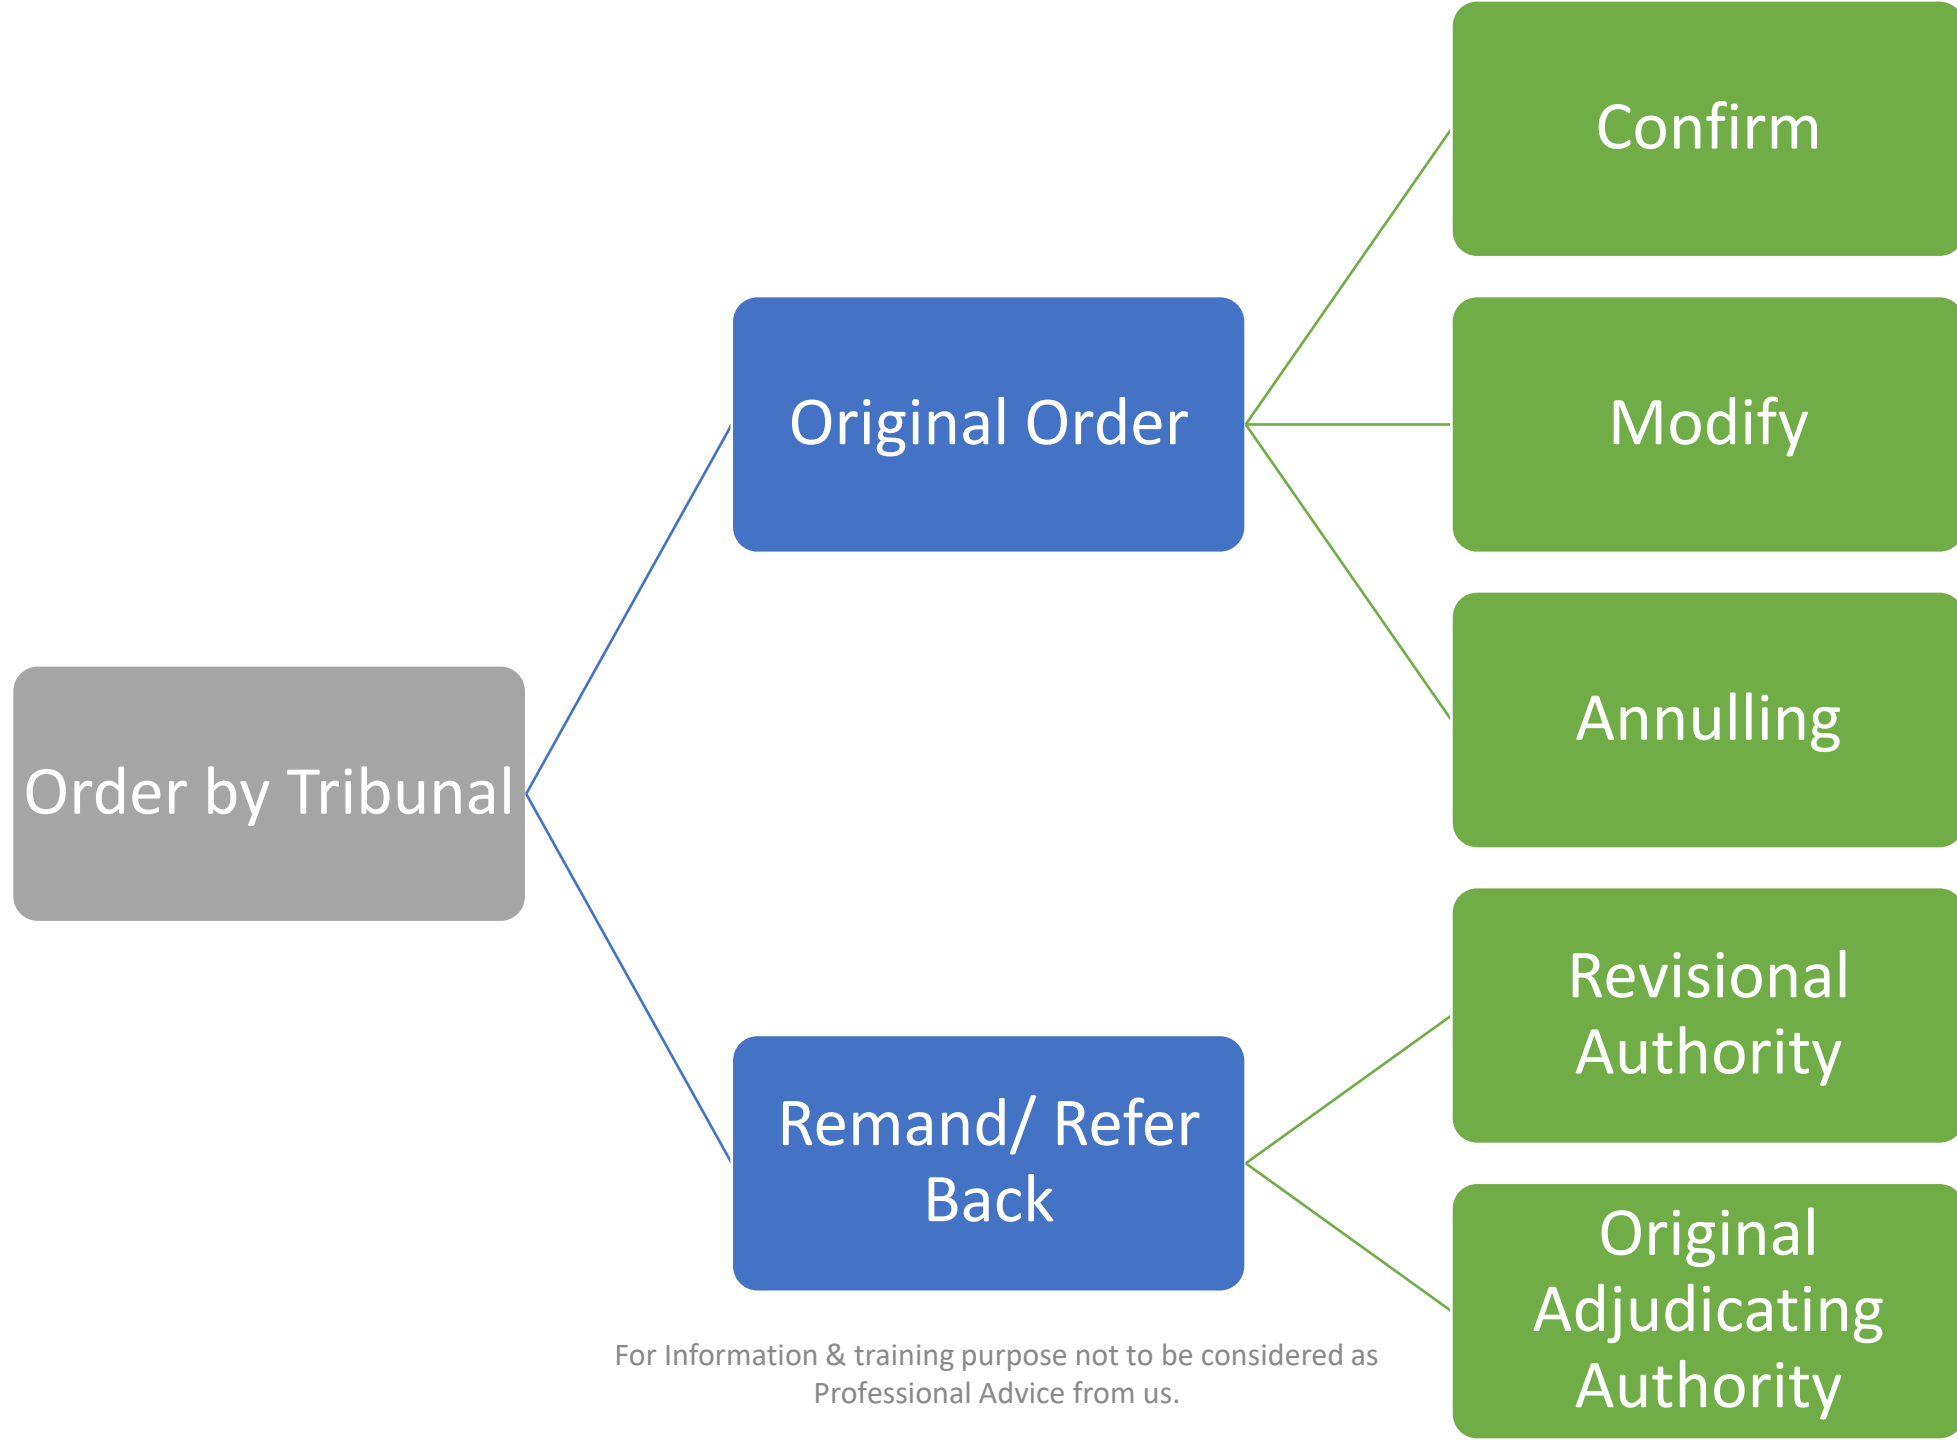 Confirm
Original Order
Modify
Annulling
Order by Tribunal
Revisional
Authority
Remand/ Refer
Back
Original
Adjudicating
Authority
For Information & training purpose not to be considered as
Professional Advice from us.